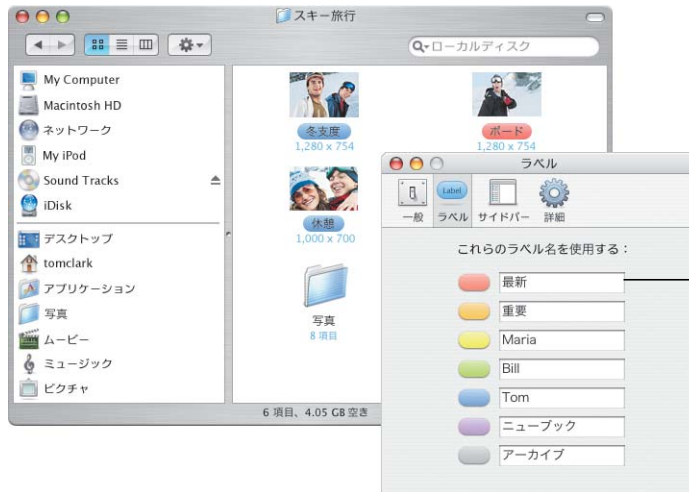 スキー旅行
ローカルディスク
My Computer
Macintosh HD
ネットワーク
My iPod
Sound Tracks
iDisk
デスクトップ
tomclark
アプリケーション
写真
ムービー
ミュージック
ピクチャ
冬支度
1,280 x 754
ボード
1,280 x 754
休憩
1,000 x 700
写真
8 項目
6 項目、4.05 GB 空き
ラベル
Label
一般 ラベル サイドバー 詳細
これらのラベル名を使用する：
最新
重要
Maria
Bill
Tom
ニューブック
アーカイブ